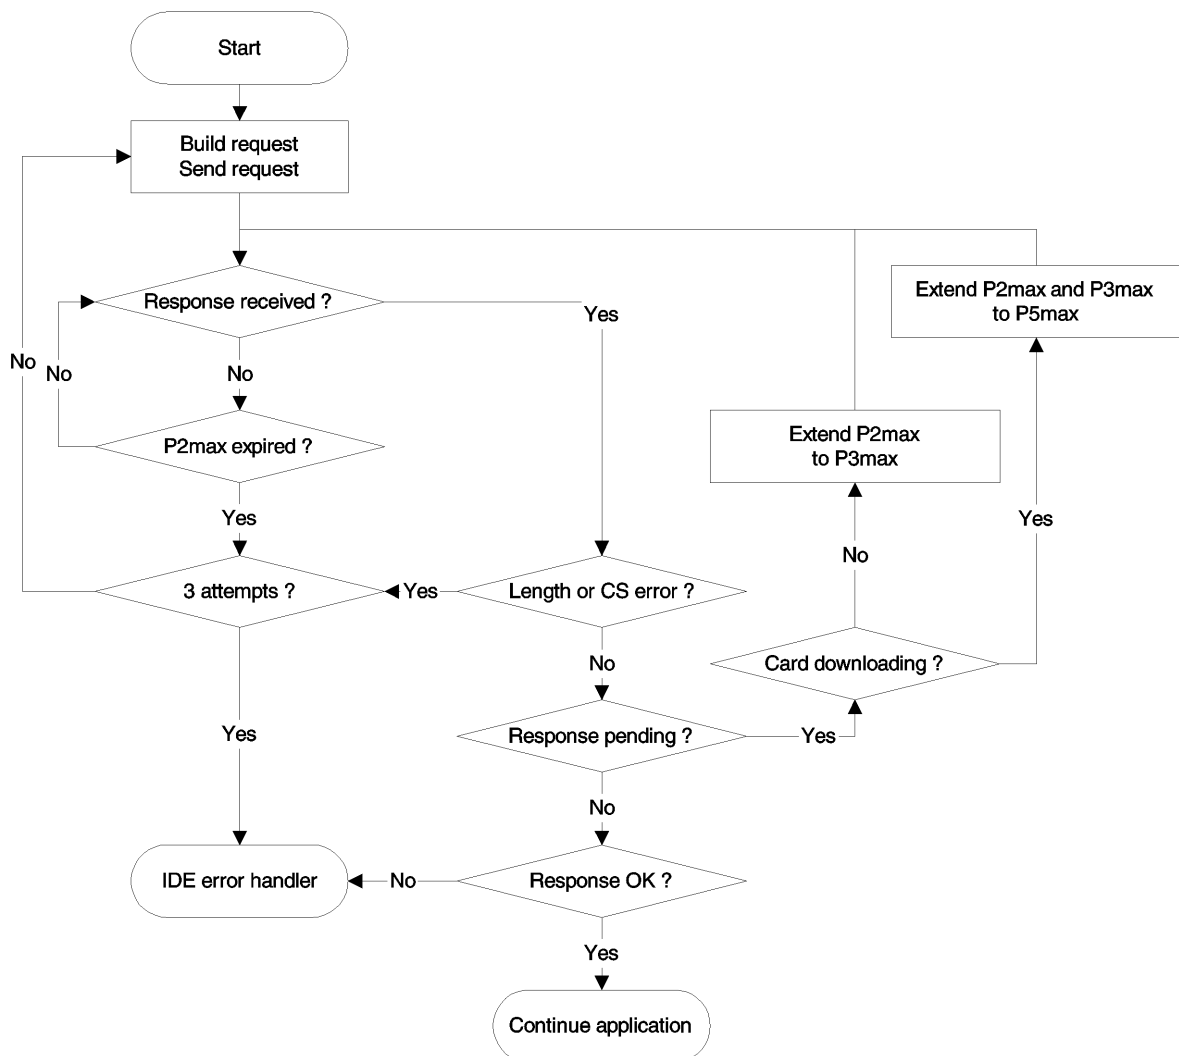 Start
Build request
Send request
Response received ?
Yes
Extend P2max and P3max
to P5max
No
No
No
P2max expired ?
Extend P2max
to P3max
Yes
Yes
No
3 attempts ?
Yes
Length or CS error ?
No
Card downloading ?
Yes
Response pending ?
Yes
No
IDE error handler
No
Response OK ?
Yes
Continue application